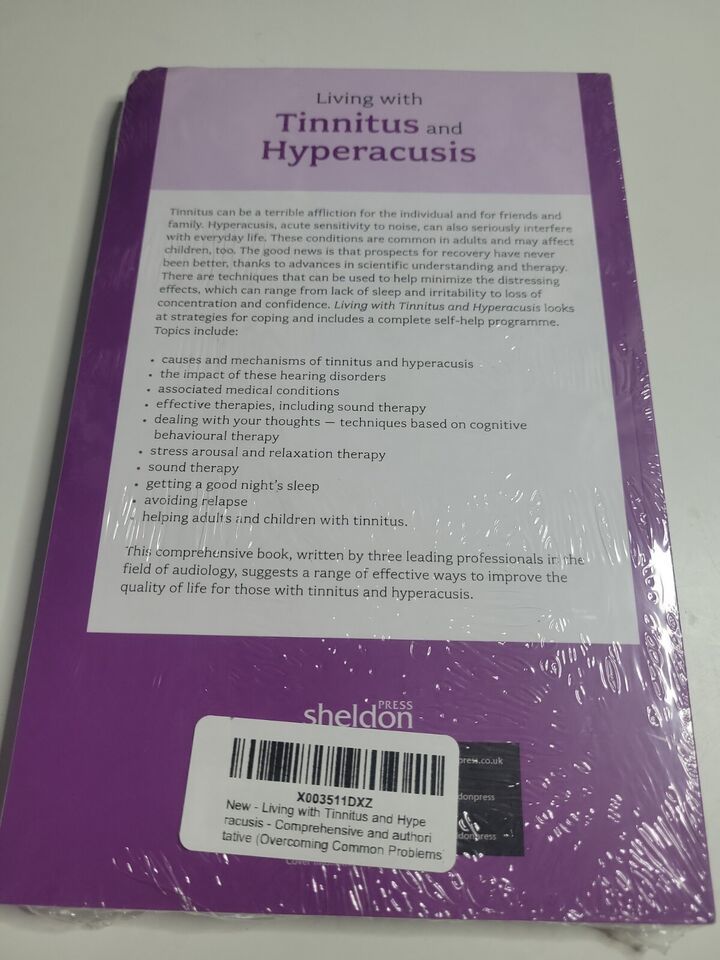 Living with
Tinnitus and
Hyperacusis
Tinnitus can be a terrible affliction for the individual and for friends and
family. Hyperacusis, acute sensitivity to noise, can also seriously interfere
with everyday life. These conditions are common in adults and may affect
children, too. The good news is that prospects for recovery have never
been better, thanks to advances in scientific understanding and therapy.
There are techniques that can be used to help minimize the distressing
effects, which can range from lack of sleep and irritability to loss of
concentration and confidence. Living with Tinnitus and Hyperacusis looks
at strategies for coping and includes a complete self-help programme.
Topics include:
• causes and mechanisms of tinnitus and hyperacusis
• the impact of these hearing disorders
• associated medical conditions
• effective therapies, including sound therapy
• dealing with your thoughts — techniques based on cognitive
behavioural therapy
• stress arousal and relaxation therapy
• sound therapy
• getting a good night's sleep
• avoiding relapse
• helping adults and children with tinnitus.
This comprehensive book, written by three leading professionals in the
field of audiology, suggests a range of effective ways to improve the
quality of life for those with tinnitus and hyperacusis.
sheldon PRESS
press.co.uk
donpress
donpress
X003511DXZ
New - Living with Tinnitus and Hype
racusis - Comprehensive and authori
tative (Overcoming Common Problems